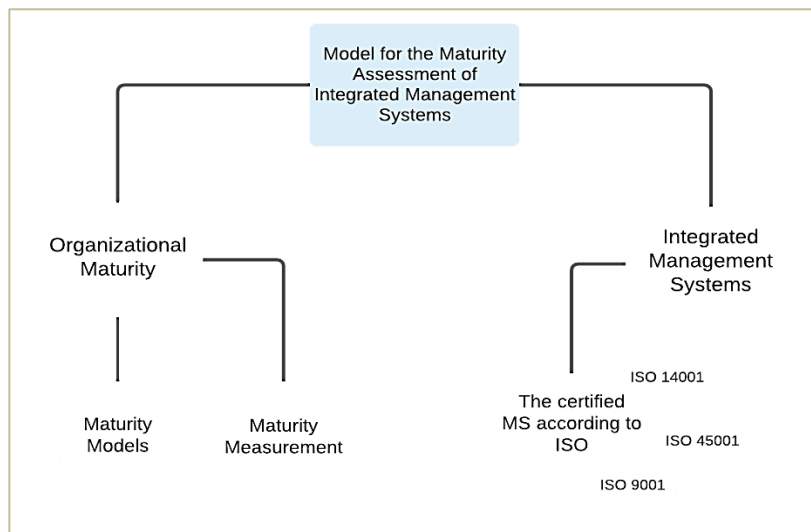 Model for the Maturity
Assessment of
Integrated Management
Systems
Organizational
Maturity
Integrated
Management
Systems
Maturity
Models
Maturity
Measurement
The certified
MS according to
ISO
ISO 14001
ISO 45001
ISO 9001